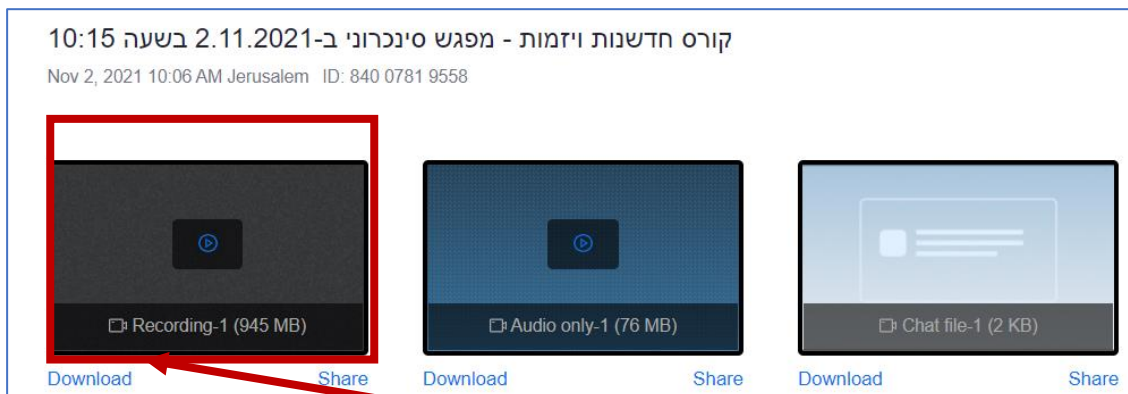 קורס חדשנות ויזמות - מפגש סינכרוני ב-2.11.2021 בשעה 10:15
Nov 2, 2021 10:06 AM Jerusalem ID: 840 0781 9558
Recording-1 (945 MB)
Audio only-1 (76 MB)
Chat file-1 (2 KB)
Download Share
Download Share
Download Share